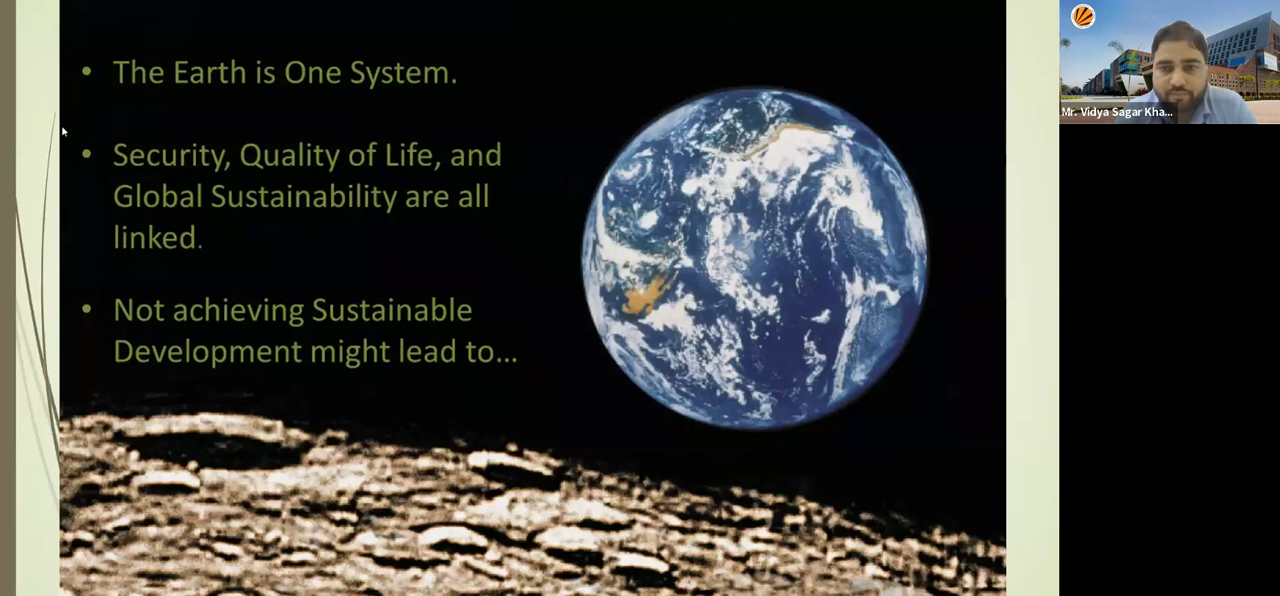 • The Earth is One System.
• Security, Quality of Life, and
Global Sustainability are all
linked.
• Not achieving Sustainable
Development might lead to...
Mr. Vidya Sagar Kha...